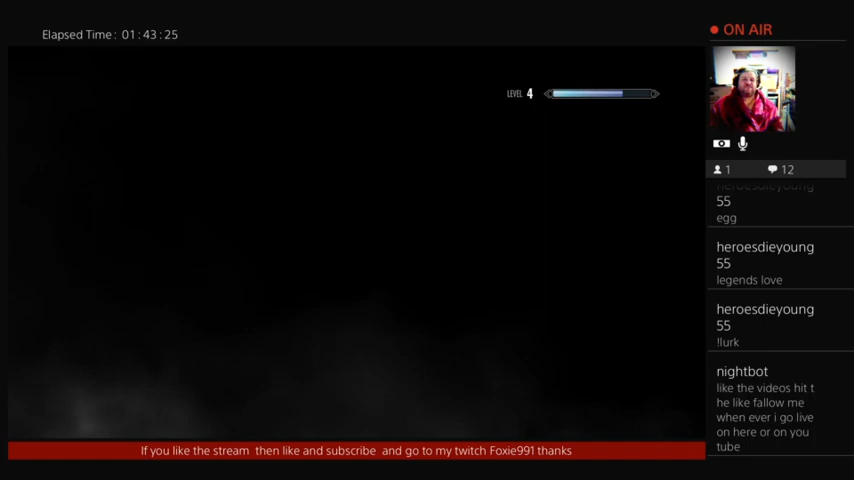 Elapsed Time: 01:43:25
ON AIR
LEVEL 4
1 12
heroesdieyoung
55
egg
heroesdieyoung
55
legends love
heroesdieyoung
55
!lurk
nightbot
like the videos hit t
he like fallow me
when ever i go live
on here or on you
tube
If you like the stream then like and subscribe and go to my twitch Foxie991 thanks